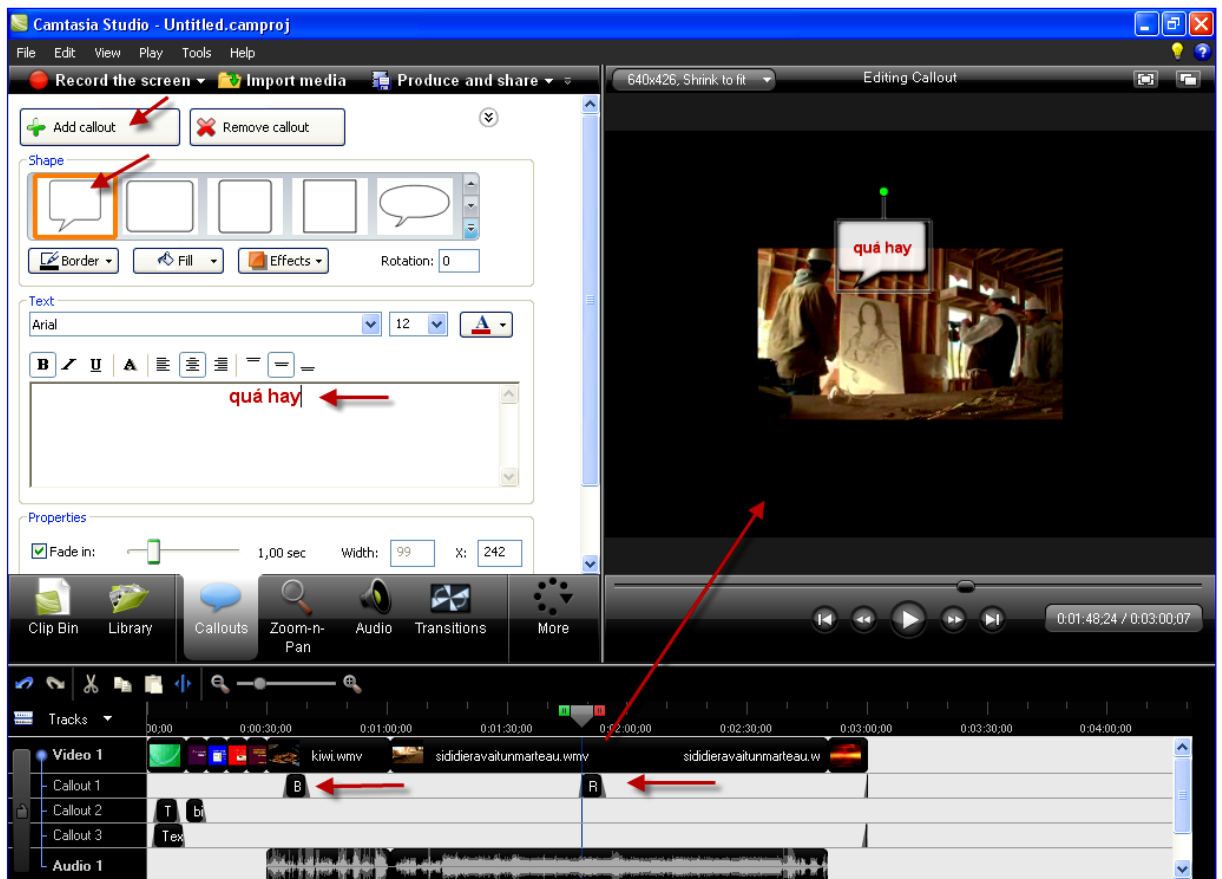 Camtasia Studio - Untitled.camproj
File Edit View Play Tools Help
Record the screen Import media Produce and share
640x426, Shrink to fit Editing Callout
Add callout Remove callout
Shape
Border Fill Effects Rotation: 0
Text
Arial 12 A
B I U A
quá hay
quá hay
Properties
Fade in: 1,00 sec Width: 99 X: 242
Clip Bin Library Callouts Zoom-n-Pan Audio Transitions More
0:01:48;24 / 0:03:00;07
Tracks
00;00 0:00:30;00 0:01:00;00 0:01:30;00 0:02:00;00 0:02:30;00 0:03:00;00 0:03:30;00 0:04:00;00
Video 1 kiwi.wmv sididieravaitunmarteau.wmv sididieravaitunmarteau.w
Callout 1 B R
Callout 2 T bi
Callout 3 Tex
Audio 1